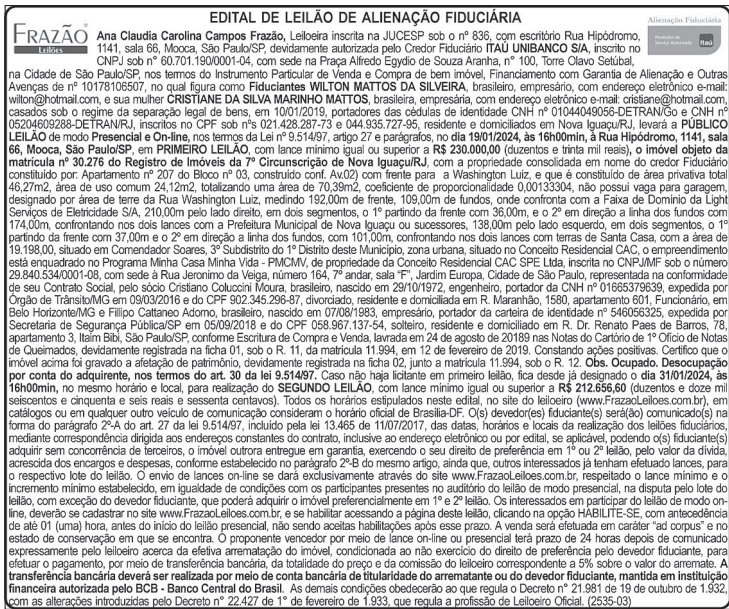 EDITAL DE LEILÃO DE ALIENAÇÃO FIDUCIÁRIA
FRAZÃO
Leilões
Alienação Fiduciária
Prestador de
Serviço Autorizado
Itaú
Ana Claudia Carolina Campos Frazão, Leiloeira inscrita na JUCESP sob o nº 836, com escritório Rua Hipódromo,
1141, sala 66, Mooca, São Paulo/SP, devidamente autorizada pelo Credor Fiduciário ITAÚ UNIBANCO S/A, inscrito no
CNPJ sob n° 60.701.190/0001-04, com sede na Praça Alfredo Egydio de Souza Aranha, n° 100, Torre Olavo Setúbal,
na Cidade de São Paulo/SP, nos termos do Instrumento Particular de Venda e Compra de bem imóvel, Financiamento com Garantia de Alienação e Outras
Avenças de nº 10178106507, no qual figura como Fiduciantes WILTON MATTOS DA SILVEIRA, brasileiro, empresário, com endereço eletrônico e-mail:
wilton@hotmail.com, e sua mulher CRISTIANE DA SILVA MARINHO MATTOS, brasileira, empresária, com endereço eletrônico e-mail: cristiane@hotmail.com,
casados sob o regime da separação legal de bens, em 10/01/2019, portadores das cédulas de identidade CNH nº 01044049056-DETRAN/Go e CNH nº
05204609288-DETRAN/RJ, inscritos no CPF sob nºs 021.428.287-73 e 044.935.727-95, residente e domiciliados em Nova Iguaçu/RJ, levará a PÚBLICO
LEILÃO de modo Presencial e On-line, nos termos da Lei nº 9.514/97, artigo 27 e parágrafos, no dia 19/01/2024, às 16h00min, à Rua Hipódromo, 1141, sala
66, Mooca, São Paulo/SP, em PRIMEIRO LEILÃO, com lance mínimo igual ou superior a R$ 230.000,00 (duzentos e trinta mil reais), o imóvel objeto da
matrícula nº 30.276 do Registro de Imóveis da 7º Circunscrição de Nova Iguaçu/RJ, com a propriedade consolidada em nome do credor Fiduciário
constituído por: Apartamento nº 207 do Bloco nº 03, construído conf. Av.02) com frente para a Washington Luiz, e que é constituído de área privativa total
46,27m2, área de uso comum 24,12m2, totalizando uma área de 70,39m2, coeficiente de proporcionalidade 0,00133304, não possui vaga para garagem,
designado por área de terre da Rua Washington Luiz, medindo 192,00m de frente, 109,00m de fundos, onde confronta com a Faixa de Domínio da Light
Serviços de Eletricidade S/A, 210,00m pelo lado direito, em dois segmentos, o 1º partindo da frente com 36,00m, e o 2º em direção a linha dos fundos com
174,00m, confrontando nos dois lances com a Prefeitura Municipal de Nova Iguaçu ou sucessores, 138,00m pelo lado esquerdo, em dois segmentos, o 1º
partindo da frente com 37,00m e o 2º em direção a linha dos fundos, com 101,00m, confrontando nos dois lances com terras de Santa Casa, com a área de
19.198,00, situado em Comendador Soares, 3º Subdistrito do 1º Distrito deste Municipio, zona urbana, situado no Conceito Residencial CAC, o empreendimento
está enquadrado no Programa Minha Casa Minha Vida - PMCMV, de propriedade da Conceito Residencial CAC SPE Ltda, inscrita no CNPJ/MF sob o número
29.840.534/0001-08, com sede à Rua Jeronimo da Veiga, número 164, 7º andar, sala “F”, Jardim Europa, Cidade de São Paulo, representada na conformidade
de seu Contrato Social, pelo sócio Cristiano Coluccini Moura, brasileiro, nascido em 29/10/1972, engenheiro, portador da CNH nº 01665379639, expedida por
Órgão de Trânsito/MG em 09/03/2016 e do CPF 902.345.296-87, divorciado, residente e domiciliada em R. Maranhão, 1580, apartamento 601, Funcionário, em
Belo Horizonte/MG e Fillipo Cattaneo Adorno, brasileiro, nascido em 07/08/1983, empresário, portador da carteira de identidade nº 546056325, expedida por
Secretaria de Segurança Pública/SP em 05/09/2018 e do CPF 058.967.137-54, solteiro, residente e domiciliado em R. Dr. Renato Paes de Barros, 78,
apartamento 3, Itaim Bibi, São Paulo/SP, conforme Escritura de Compra e Venda, lavrada em 24 de agosto de 20189 nas Notas do Cartório de 1º Ofício de Notas
de Queimados, devidamente registrada na ficha 01, sob o R. 11, da matricula 11.994, em 12 de fevereiro de 2019. Constando ações positivas. Certifico que o
imóvel acima foi gravado a afetação de patrimônio, devidamente registrada na ficha 02, junto a matrícula 11.994, sob o R. 12. Obs. Ocupado. Desocupação
por conta do adquirente, nos termos do art. 30 da lei 9.514/97. Caso não haja licitante em primeiro leilão, fica desde já designado o dia 31/01/2024, às
16h00min, no mesmo horário e local, para realização do SEGUNDO LEILÃO, com lance mínimo igual ou superior a R$ 212.656,60 (duzentos e doze mil
seiscentos e cinquenta e seis reais e sessenta centavos). Todos os horários estipulados neste edital, no site do leiloeiro (www.FrazaoLeiloes.com.br), em
catálogos ou em qualquer outro veículo de comunicação consideram o horário oficial de Brasília-DF. O(s) devedor(es) fiduciante(s) será(ão) comunicado(s) na
forma do parágrafo 2º-A do art. 27 da lei 9.514/97, incluído pela lei 13.465 de 11/07/2017, das datas, horários e locais da realização dos leilões fiduciários,
mediante correspondência dirigida aos endereços constantes do contrato, inclusive ao endereço eletrônico ou por edital, se aplicável, podendo o(s) fiduciante(s)
adquirir sem concorrência de terceiros, o imóvel outrora entregue em garantia, exercendo o seu direito de preferência em 1º ou 2º leilão, pelo valor da dívida,
acrescida dos encargos e despesas, conforme estabelecido no parágrafo 2º-B do mesmo artigo, ainda que, outros interessados já tenham efetuado lances, para
o respectivo lote do leilão. O envio de lances on-line se dará exclusivamente através do site www.FrazaoLeiloes.com.br, respeitado o lance mínimo e o
incremento mínimo estabelecido, em igualdade de condições com os participantes presentes no auditório do leilão de modo presencial, na disputa pelo lote do
leilão, com exceção do devedor fiduciante, que poderá adquirir o imóvel preferencialmente em 1º e 2º leilão. Os interessados em participar do leilão de modo on-
line, deverão se cadastrar no site www.FrazaoLeiloes.com.br, e se habilitar acessando a página deste leilão, clicando na opção HABILITE-SE, com antecedência
de até 01 (uma) hora, antes do início do leilão presencial, não sendo aceitas habilitações após esse prazo. A venda será efetuada em caráter “ad corpus” e no
estado de conservação em que se encontra. O proponente vencedor por meio de lance on-line ou presencial terá prazo de 24 horas depois de comunicado
expressamente pelo leiloeiro acerca da efetiva arrematação do imóvel, condicionada ao não exercício do direito de preferência pelo devedor fiduciante, para
efetuar o pagamento, por meio de transferência bancária, da totalidade do preço e da comissão do leiloeiro correspondente a 5% sobre o valor do arremate. A
transferência bancária deverá ser realizada por meio de conta bancária de titularidade do arrematante ou do devedor fiduciante, mantida em instituição
financeira autorizada pelo BCB - Banco Central do Brasil. As demais condições obedecerão ao que regula o Decreto n° 21.981 de 19 de outubro de 1.932,
com as alterações introduzidas pelo Decreto n° 22.427 de 1° de fevereiro de 1.933, que regula a profissão de Leiloeiro Oficial. (2535-03)